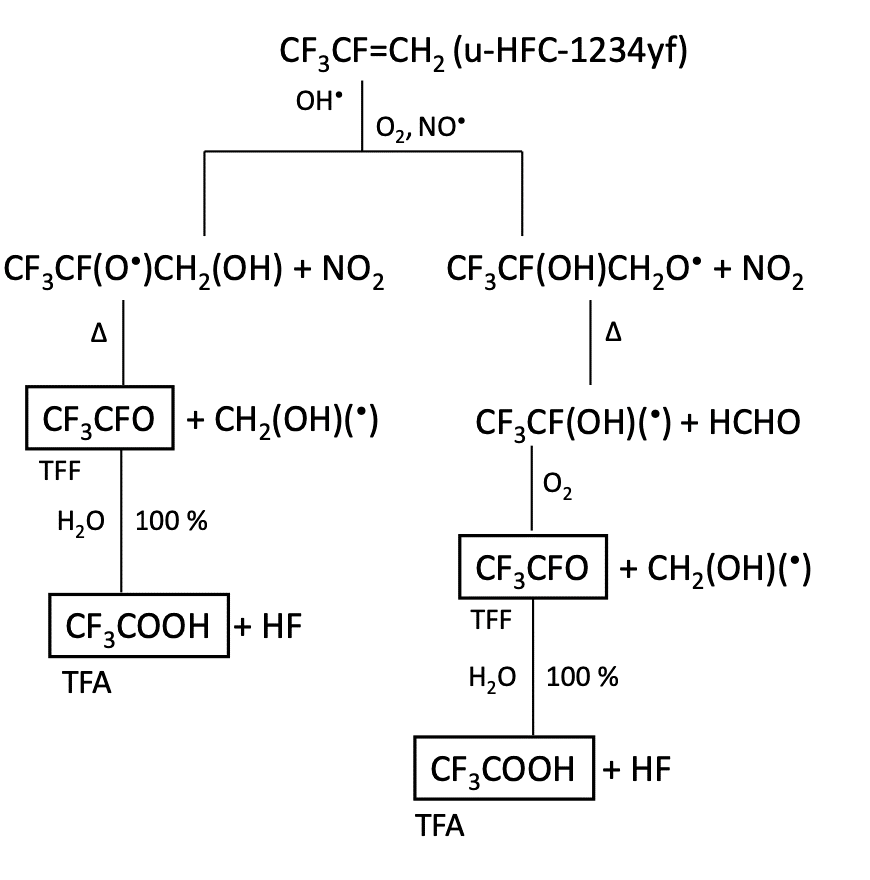 CF₃CF=CH₂ (u-HFC-1234yf)
OH•
O₂, NO•
CF₃CF(O•)CH₂(OH) + NO₂
CF₃CF(OH)CH₂O• + NO₂
Δ
Δ
CF₃CFO + CH₂(OH)(•)
CF₃CF(OH)(•) + HCHO
TFF
O₂
H₂O 100 %
CF₃CFO + CH₂(OH)(•)
TFF
CF₃COOH + HF
TFA
H₂O 100 %
CF₃COOH + HF
TFA